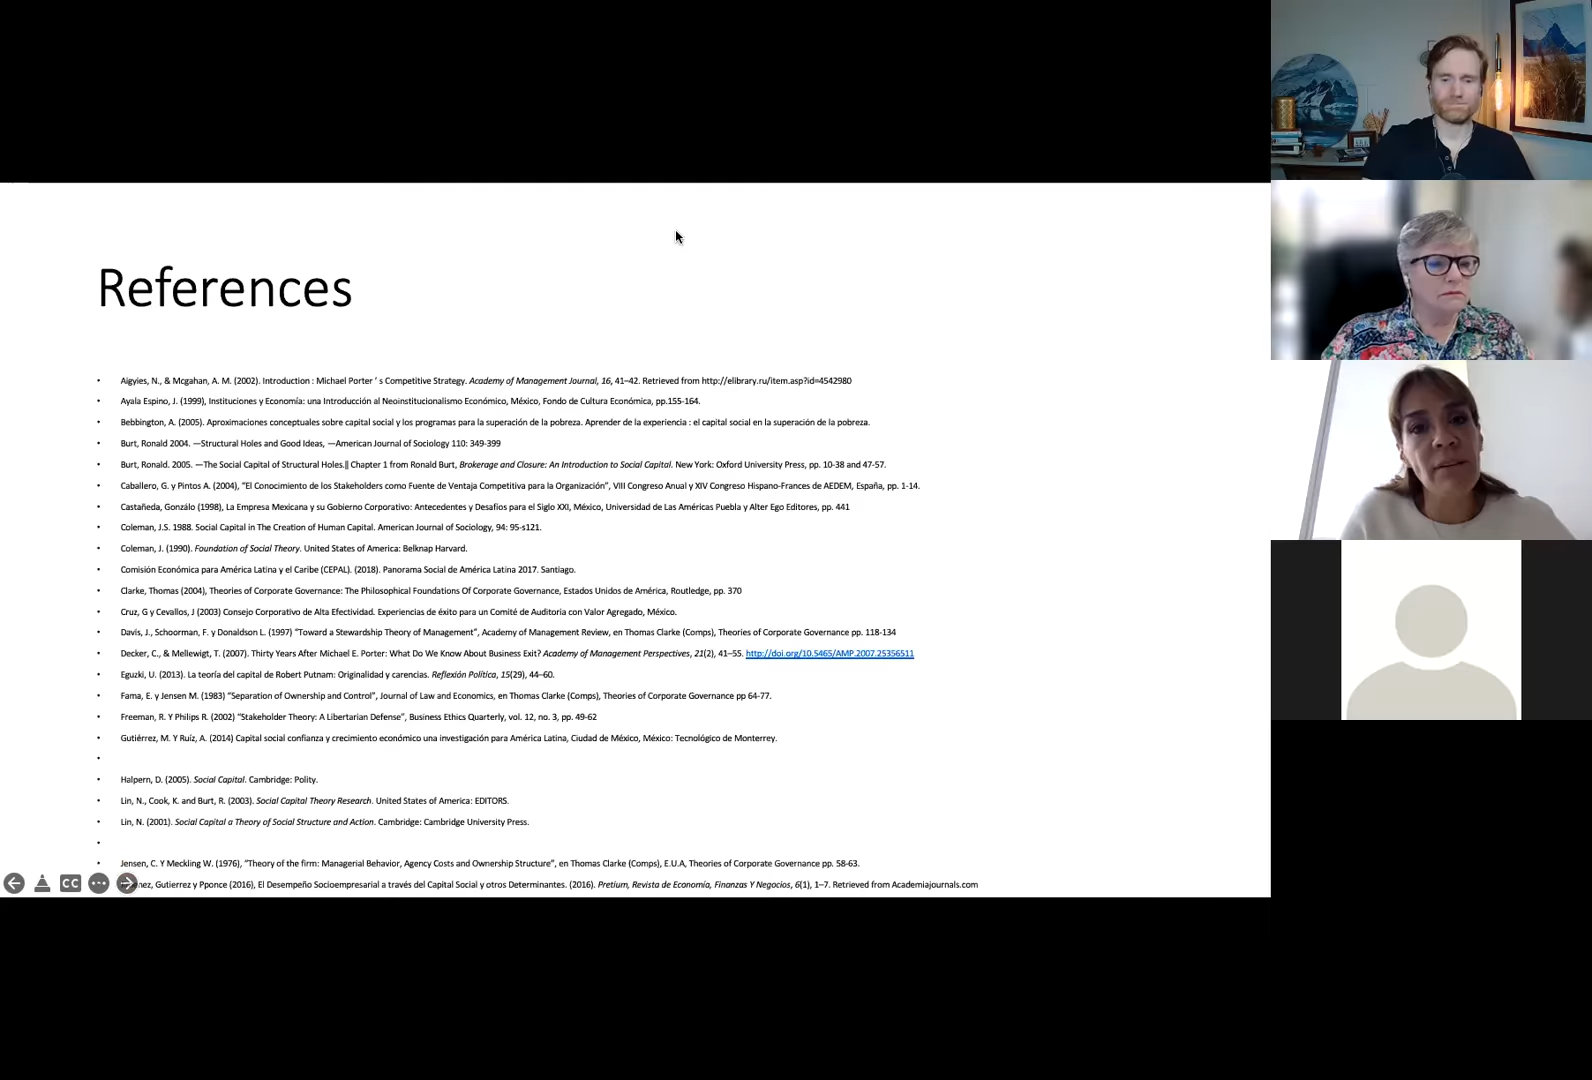 References
• Aigyies, N., & Mcgahan, A. M. (2002). Introduction : Michael Porter ' s Competitive Strategy. Academy of Management Journal, 16, 41–42. Retrieved from http://elibrary.ru/item.asp?id=4542980
• Ayala Espino, J. (1999), Instituciones y Economía: una Introducción al Neoinstitucionalismo Económico, México, Fondo de Cultura Económica, pp.155-164.
• Bebbington, A. (2005). Aproximaciones conceptuales sobre capital social y los programas para la superación de la pobreza. Aprender de la experiencia : el capital social en la superación de la pobreza.
• Burt, Ronald 2004. ―Structural Holes and Good Ideas, ―American Journal of Sociology 110: 349-399
• Burt, Ronald. 2005. ―The Social Capital of Structural Holes.‖ Chapter 1 from Ronald Burt, Brokerage and Closure: An Introduction to Social Capital. New York: Oxford University Press, pp. 10-38 and 47-57.
• Caballero, G. y Pintos A. (2004), “El Conocimiento de los Stakeholders como Fuente de Ventaja Competitiva para la Organización”, VIII Congreso Anual y XIV Congreso Hispano-Frances de AEDEM, España, pp. 1-14.
• Castañeda, Gonzálo (1998), La Empresa Mexicana y su Gobierno Corporativo: Antecedentes y Desafíos para el Siglo XXI, México, Universidad de Las Américas Puebla y Alter Ego Editores, pp. 441
• Coleman, J.S. 1988. Social Capital in The Creation of Human Capital. American Journal of Sociology, 94: 95-s121.
• Coleman, J. (1990). Foundation of Social Theory. United States of America: Belknap Harvard.
• Comisión Económica para América Latina y el Caribe (CEPAL). (2018). Panorama Social de América Latina 2017. Santiago.
• Clarke, Thomas (2004), Theories of Corporate Governance: The Philosophical Foundations Of Corporate Governance, Estados Unidos de América, Routledge, pp. 370
• Cruz, G y Cevallos, J (2003) Consejo Corporativo de Alta Efectividad. Experiencias de éxito para un Comité de Auditoria con Valor Agregado, México.
• Davis, J., Schoorman, F. y Donaldson L. (1997) “Toward a Stewardship Theory of Management”, Academy of Management Review, en Thomas Clarke (Comps), Theories of Corporate Governance pp. 118-134
• Decker, C., & Mellewigt, T. (2007). Thirty Years After Michael E. Porter: What Do We Know About Business Exit? Academy of Management Perspectives, 21(2), 41–55. http://doi.org/10.5465/AMP.2007.25356511
• Eguzki, U. (2013). La teoría del capital de Robert Putnam: Originalidad y carencias. Reflexión Política, 15(29), 44–60.
• Fama, E. y Jensen M. (1983) “Separation of Ownership and Control”, Journal of Law and Economics, en Thomas Clarke (Comps), Theories of Corporate Governance pp 64-77.
• Freeman, R. Y Philips R. (2002) “Stakeholder Theory: A Libertarian Defense”, Business Ethics Quarterly, vol. 12, no. 3, pp. 49-62
• Gutiérrez, M. Y Ruíz, A. (2014) Capital social confianza y crecimiento económico una investigación para América Latina, Ciudad de México, México: Tecnológico de Monterrey.
•
• Halpern, D. (2005). Social Capital. Cambridge: Polity.
• Lin, N., Cook, K. and Burt, R. (2003). Social Capital Theory Research. United States of America: EDITORS.
• Lin, N. (2001). Social Capital a Theory of Social Structure and Action. Cambridge: Cambridge University Press.
•
• Jensen, C. Y Meckling W. (1976), “Theory of the firm: Managerial Behavior, Agency Costs and Ownership Structure”, en Thomas Clarke (Comps), E.U.A, Theories of Corporate Governance pp. 58-63.
Gutierrez y Pponce (2016), El Desempeño Socioempresarial a través del Capital Social y otros Determinantes. (2016). Pretium, Revista de Economía, Finanzas Y Negocios, 6(1), 1–7. Retrieved from Academiajournals.com
CC